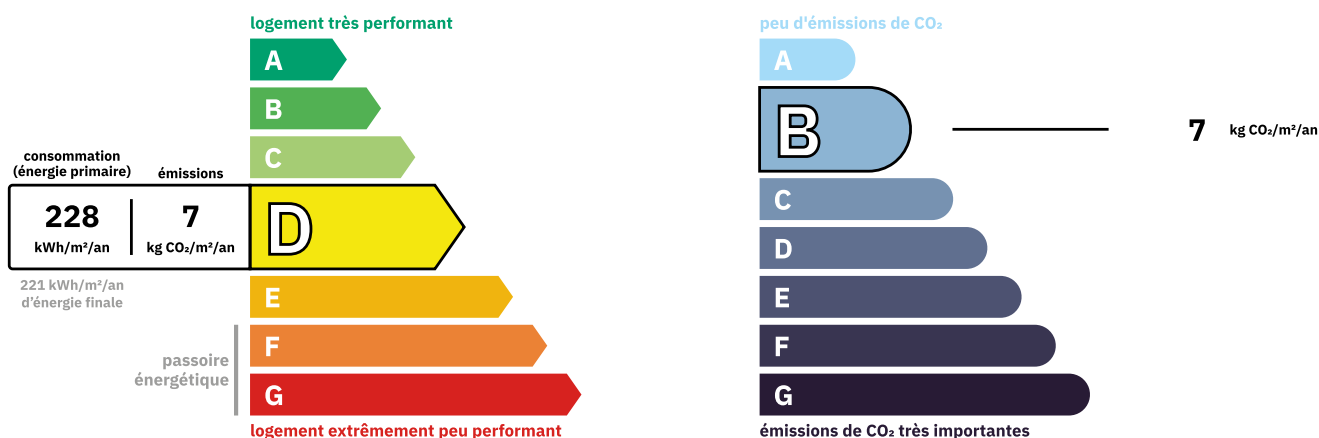 logement très performant
A
B
C
consommation
(énergie primaire)
émissions
228
kWh/m²/an
7
kg CO₂/m²/an
D
221 kWh/m²/an
d'énergie finale
E
passoire
énergétique
F
G
logement extrêmement peu performant
peu d'émissions de CO₂
A
B
7 kg CO₂/m²/an
C
D
E
F
G
émissions de CO₂ très importantes